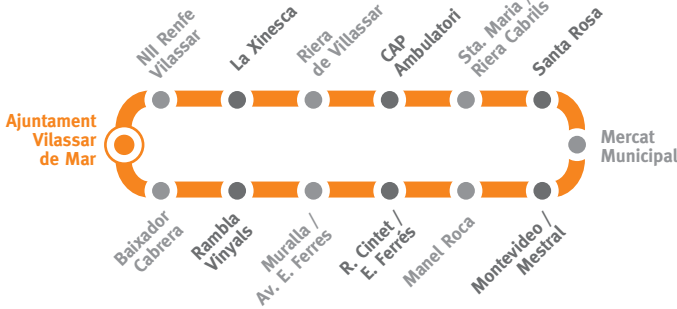 NII Renfe
Vilassar
La Xinesca
Riera
de Villassar
CAP
Ambulatori
Sta. Maria /
Riera Cabrils
Santa Rosa
Ajuntament
Vilassar
de Mar
Mercat
Municipal
Baixador
Cabrera
Rambla
Vinyals
Muralla /
Av. E. Ferres
R. Cintet /
E. Ferrés
Manel Roca
Montevideo /
Mestral